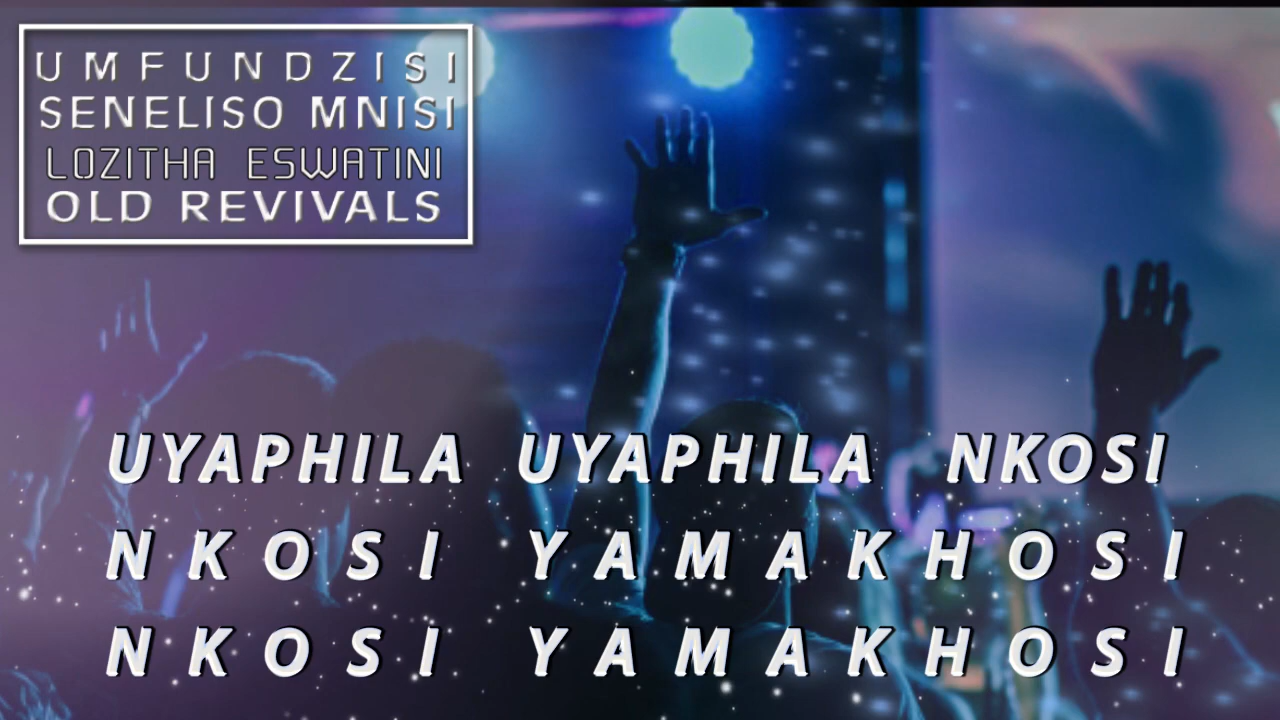 UMFUNDZISI
SENELISO MNISI
LOZITHA ESWATINI
OLD REVIVALS
UYAPHILA UYAPHILA NKOSI
NKOSI YAMAKHOSI
NKOSI YAMAKHOSI